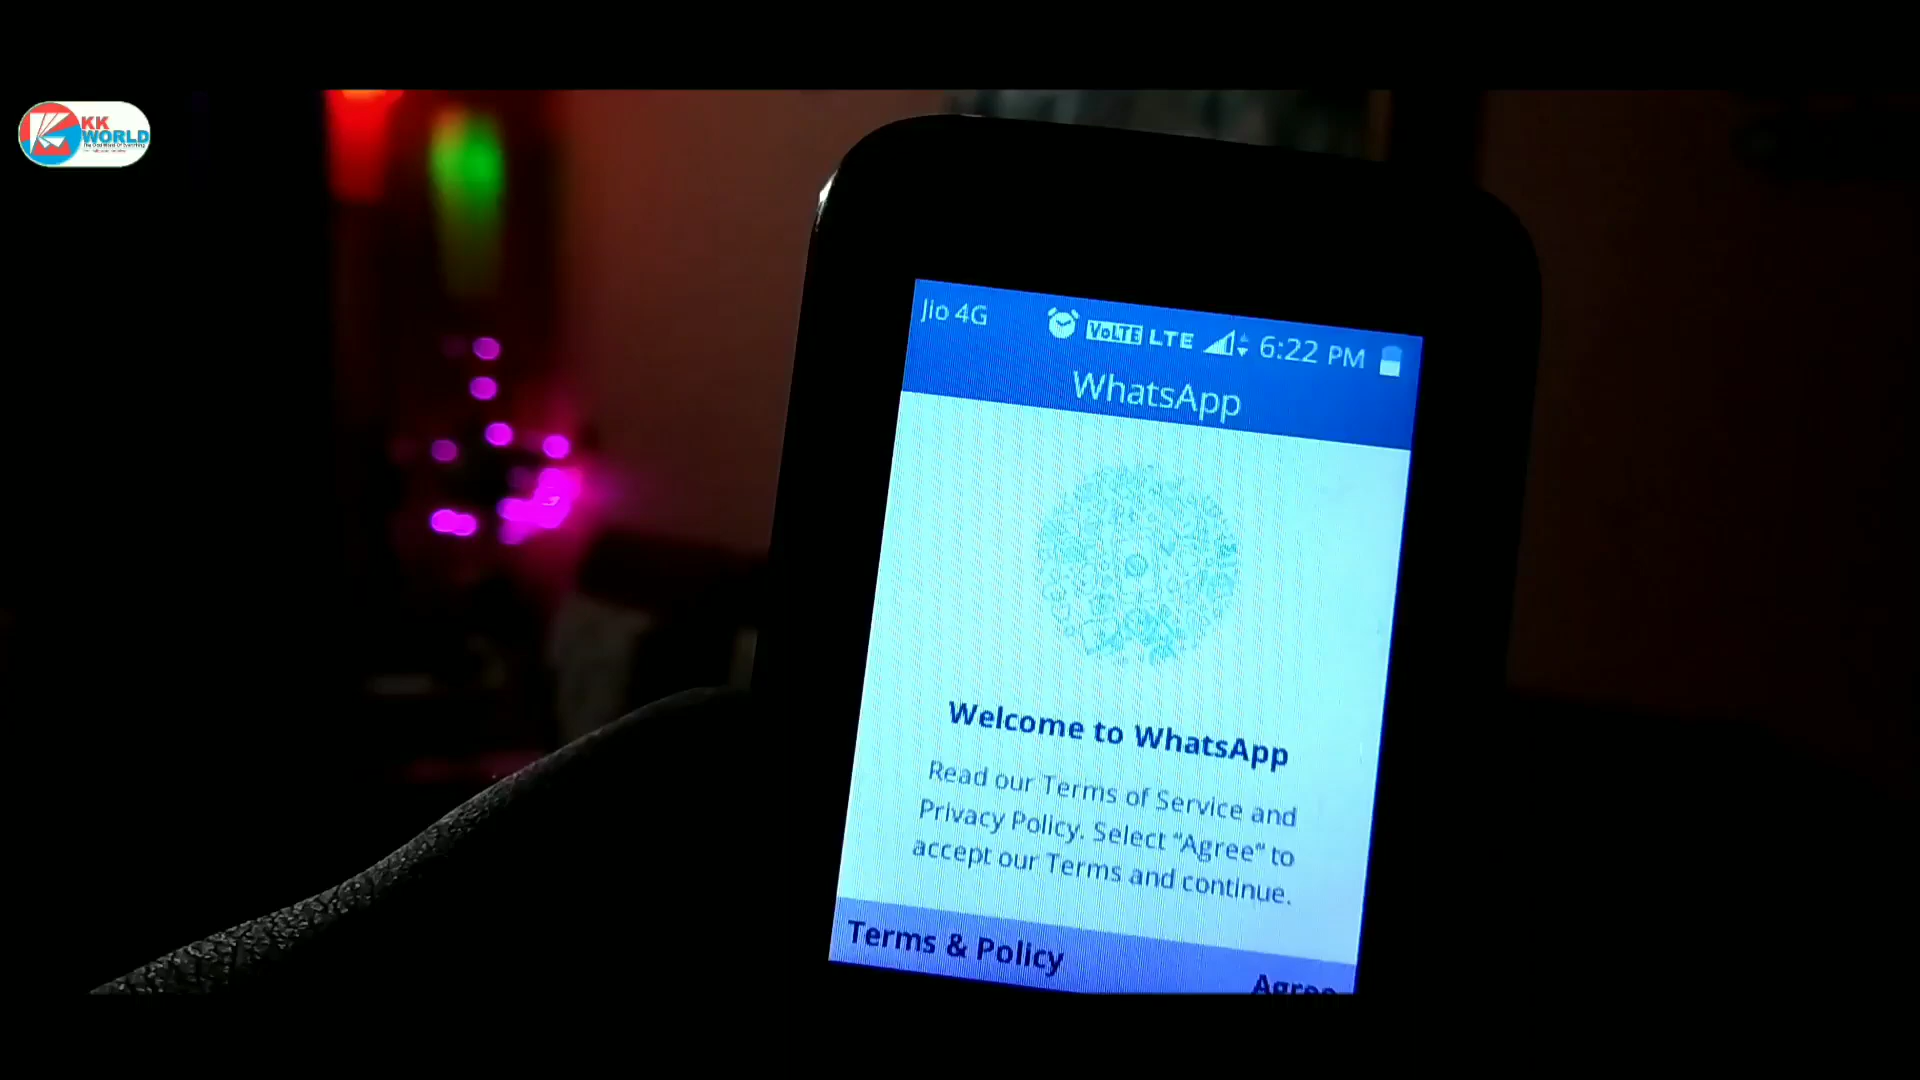 KK
WORLD
Jio 4G VoLTE LTE 6:22 PM
WhatsApp
Welcome to WhatsApp
Read our Terms of Service and
Privacy Policy. Select "Agree" to
accept our Terms and continue.
Terms & Policy
Agree